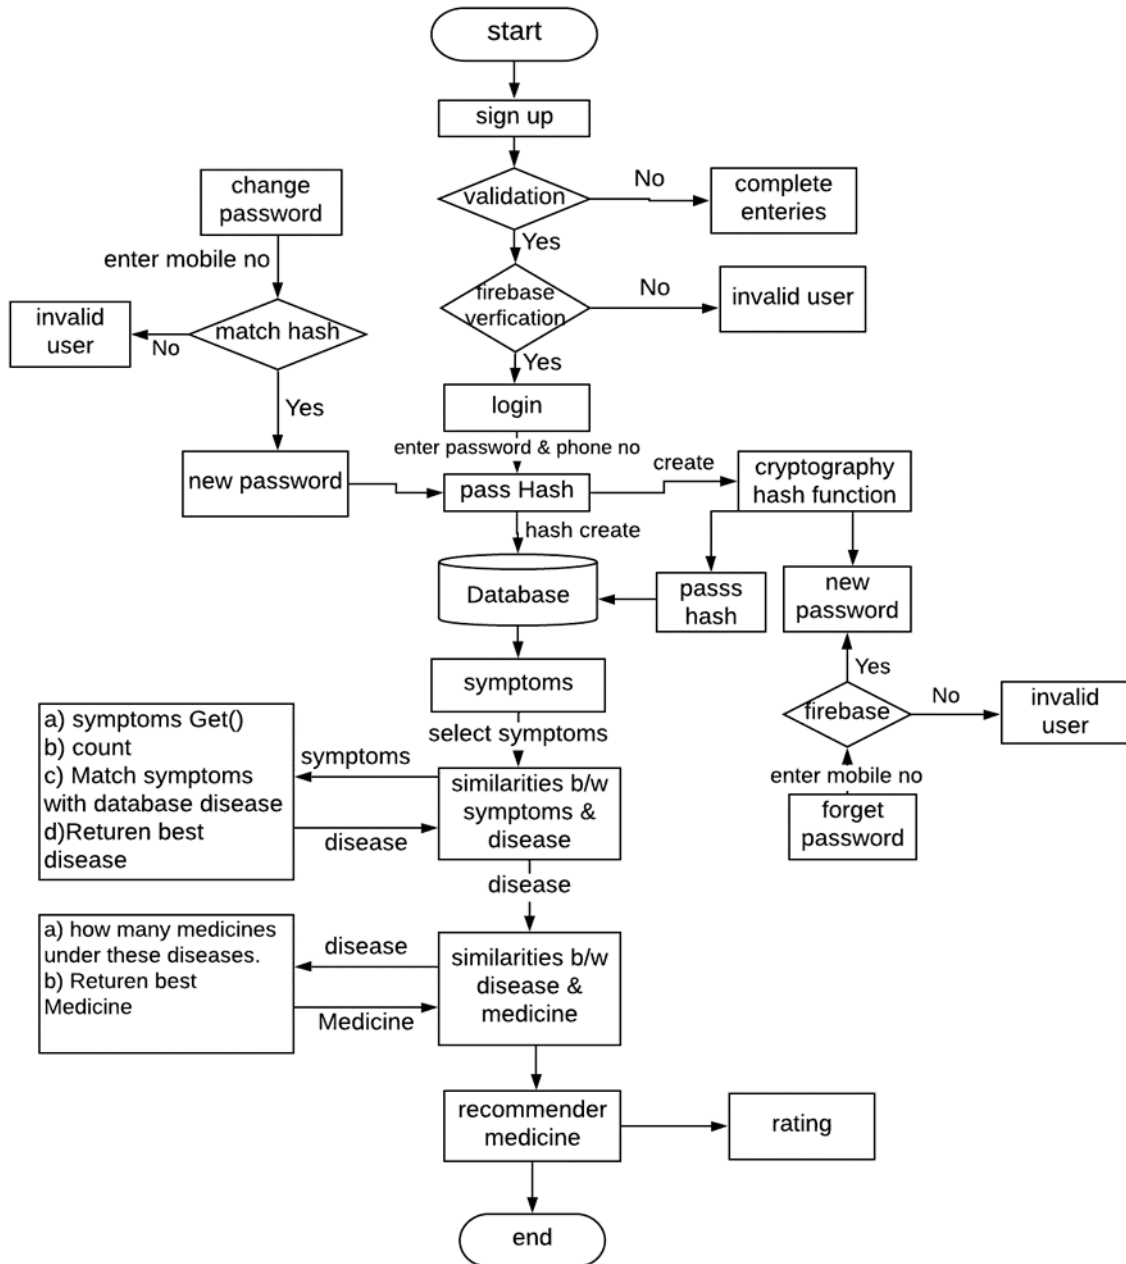 start
sign up
validation
No
complete
enteries
Yes
change
password
enter mobile no
firebase
verfication
No
invalid user
invalid
user
No
match hash
Yes
Yes
login
enter password & phone no
new password
pass Hash
create
cryptography
hash function
hash create
Database
passs
hash
new
password
Yes
symptoms
firebase
No
invalid
user
enter mobile no
forget
password
select symptoms
a) symptoms Get()
b) count
c) Match symptoms
with database disease
d)Returen best
disease
symptoms
disease
similarities b/w
symptoms &
disease
disease
a) how many medicines
under these diseases.
b) Returen best
Medicine
disease
Medicine
similarities b/w
disease &
medicine
recommender
medicine
rating
end